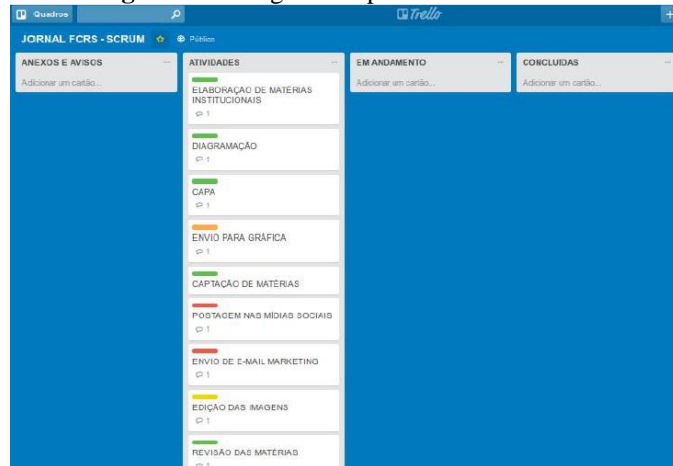 Quadros
Trello
JORNAL FCRS - SCRUM
Público
ANEXOS E AVISOS
Adicionar um cartão...
ATIVIDADES
ELABORAÇÃO DE MATÉRIAS
INSTITUCIONAIS
1
DIAGRAMAÇÃO
1
CAPA
1
ENVIO PARA GRÁFICA
1
CAPTAÇÃO DE MATÉRIAS
POSTAGEM NAS MÍDIAS SOCIAIS
1
ENVIO DE E-MAIL MARKETING
1
EDIÇÃO DAS IMAGENS
1
REVISÃO DAS MATÉRIAS
1
EM ANDAMENTO
Adicionar um cartão...
CONCLUIDAS
Adicionar um cartão...